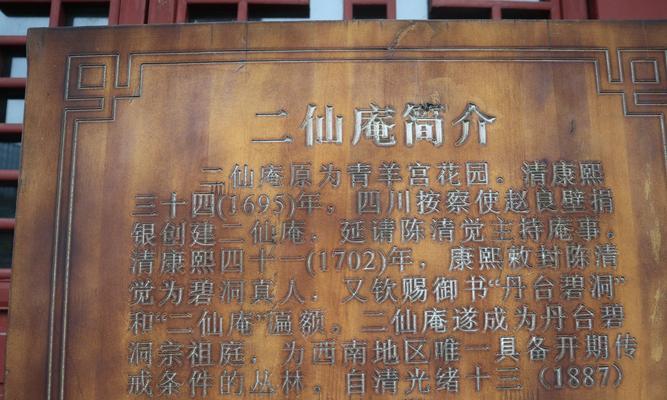 二仙庵简介
二仙庵原为青羊宫花园。清康熙
三十四(1695)年，四川按察使赵良壁捐
银创建二仙庵，延请陈清觉主持庵事。
清康熙四十一(1702)年，康熙敕封陈清
觉为碧洞真人，又钦赐御书“丹台碧洞”
和“二仙庵”匾额。二仙庵遂成为丹台碧
洞宗祖庭，为西南地区唯一具备开期传
戒条件的丛林，自清光绪十三（1887）